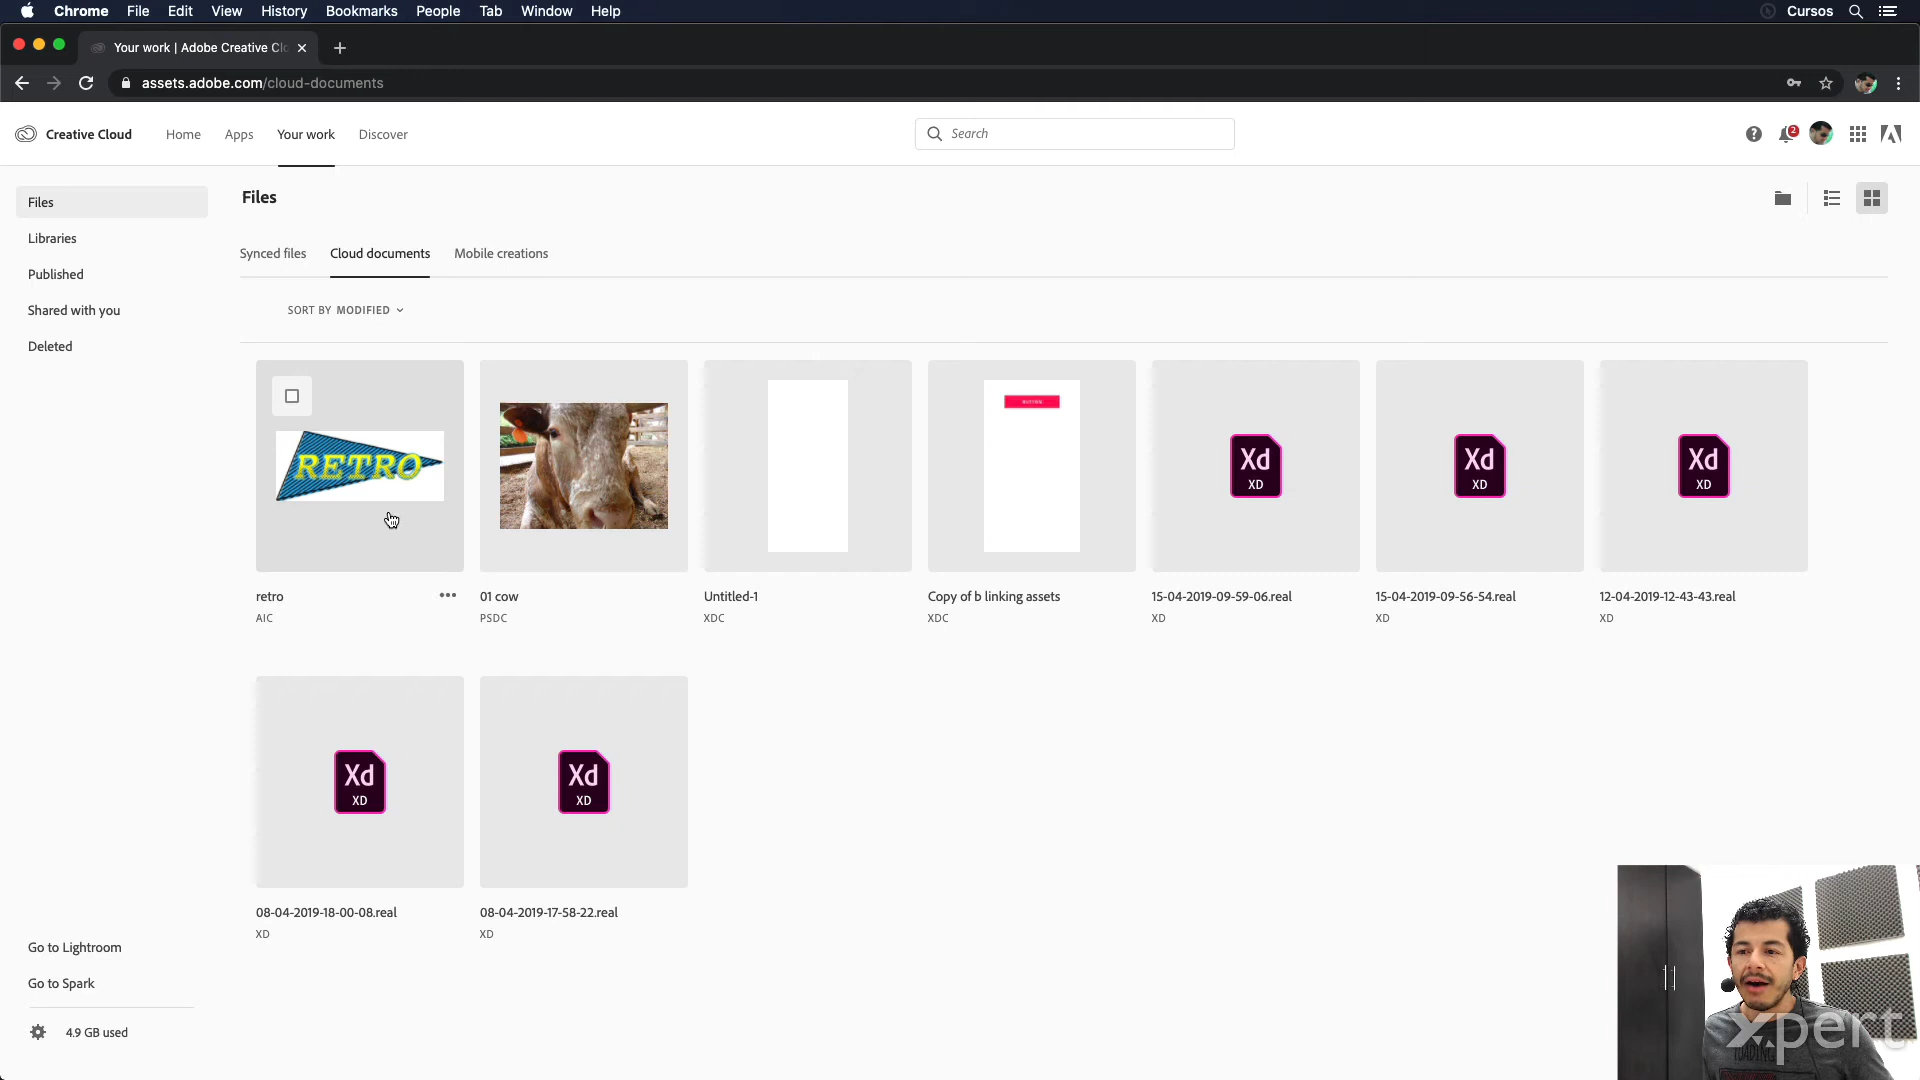 Chrome File Edit View History Bookmarks People Tab Window Help Cursos
Your work | Adobe Creative Clo
assets.adobe.com/cloud-documents
Creative Cloud Home Apps Your work Discover Search 2
Files
Libraries
Published
Shared with you
Deleted
Files
Synced files Cloud documents Mobile creations
SORT BY MODIFIED
RETRO
BUTTON
Xd
XD
Xd
XD
Xd
XD
retro
AIC
01 cow
PSDC
Untitled-1
XDC
Copy of b linking assets
XDC
15-04-2019-09-59-06.real
XD
15-04-2019-09-56-54.real
XD
12-04-2019-12-43-43.real
XD
Xd
XD
Xd
XD
08-04-2019-18-00-08.real
XD
08-04-2019-17-58-22.real
XD
Go to Lightroom
Go to Spark
4.9 GB used
xpert
LOADING